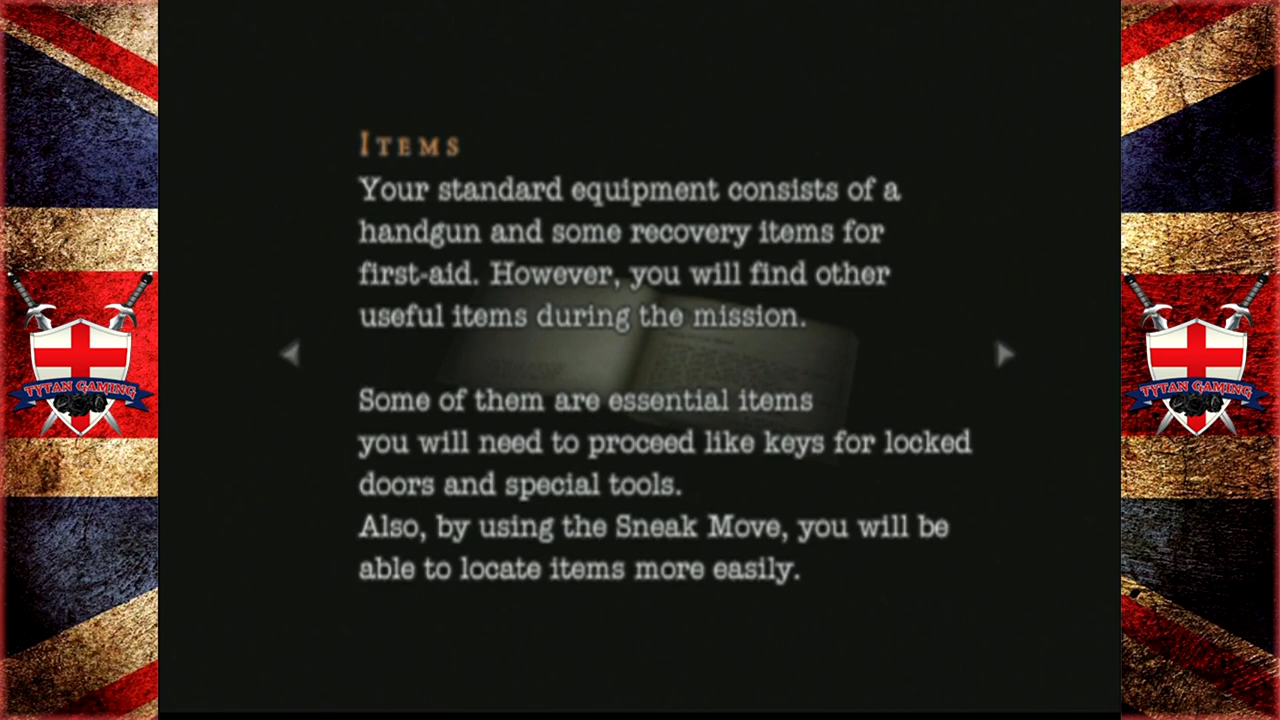 ITEMS
Your standard equipment consists of a
handgun and some recovery items for
first-aid. However, you will find other
useful items during the mission.
Some of them are essential items
you will need to proceed like keys for locked
doors and special tools.
Also, by using the Sneak Move, you will be
able to locate items more easily.
TYTAN GAMING
TYTAN GAMING